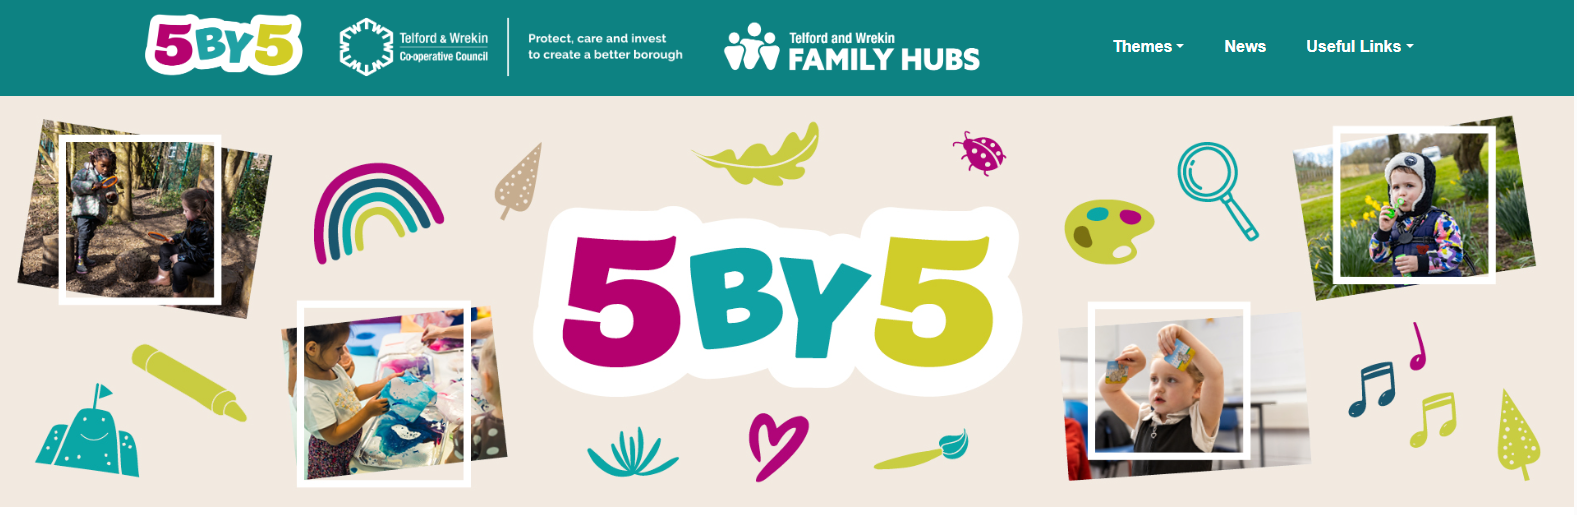 5BY5
Telford & Wrekin
Co-operative Council
Protect, care and invest
to create a better borough
Telford and Wrekin
FAMILY HUBS
Themes
News
Useful Links
5BY5